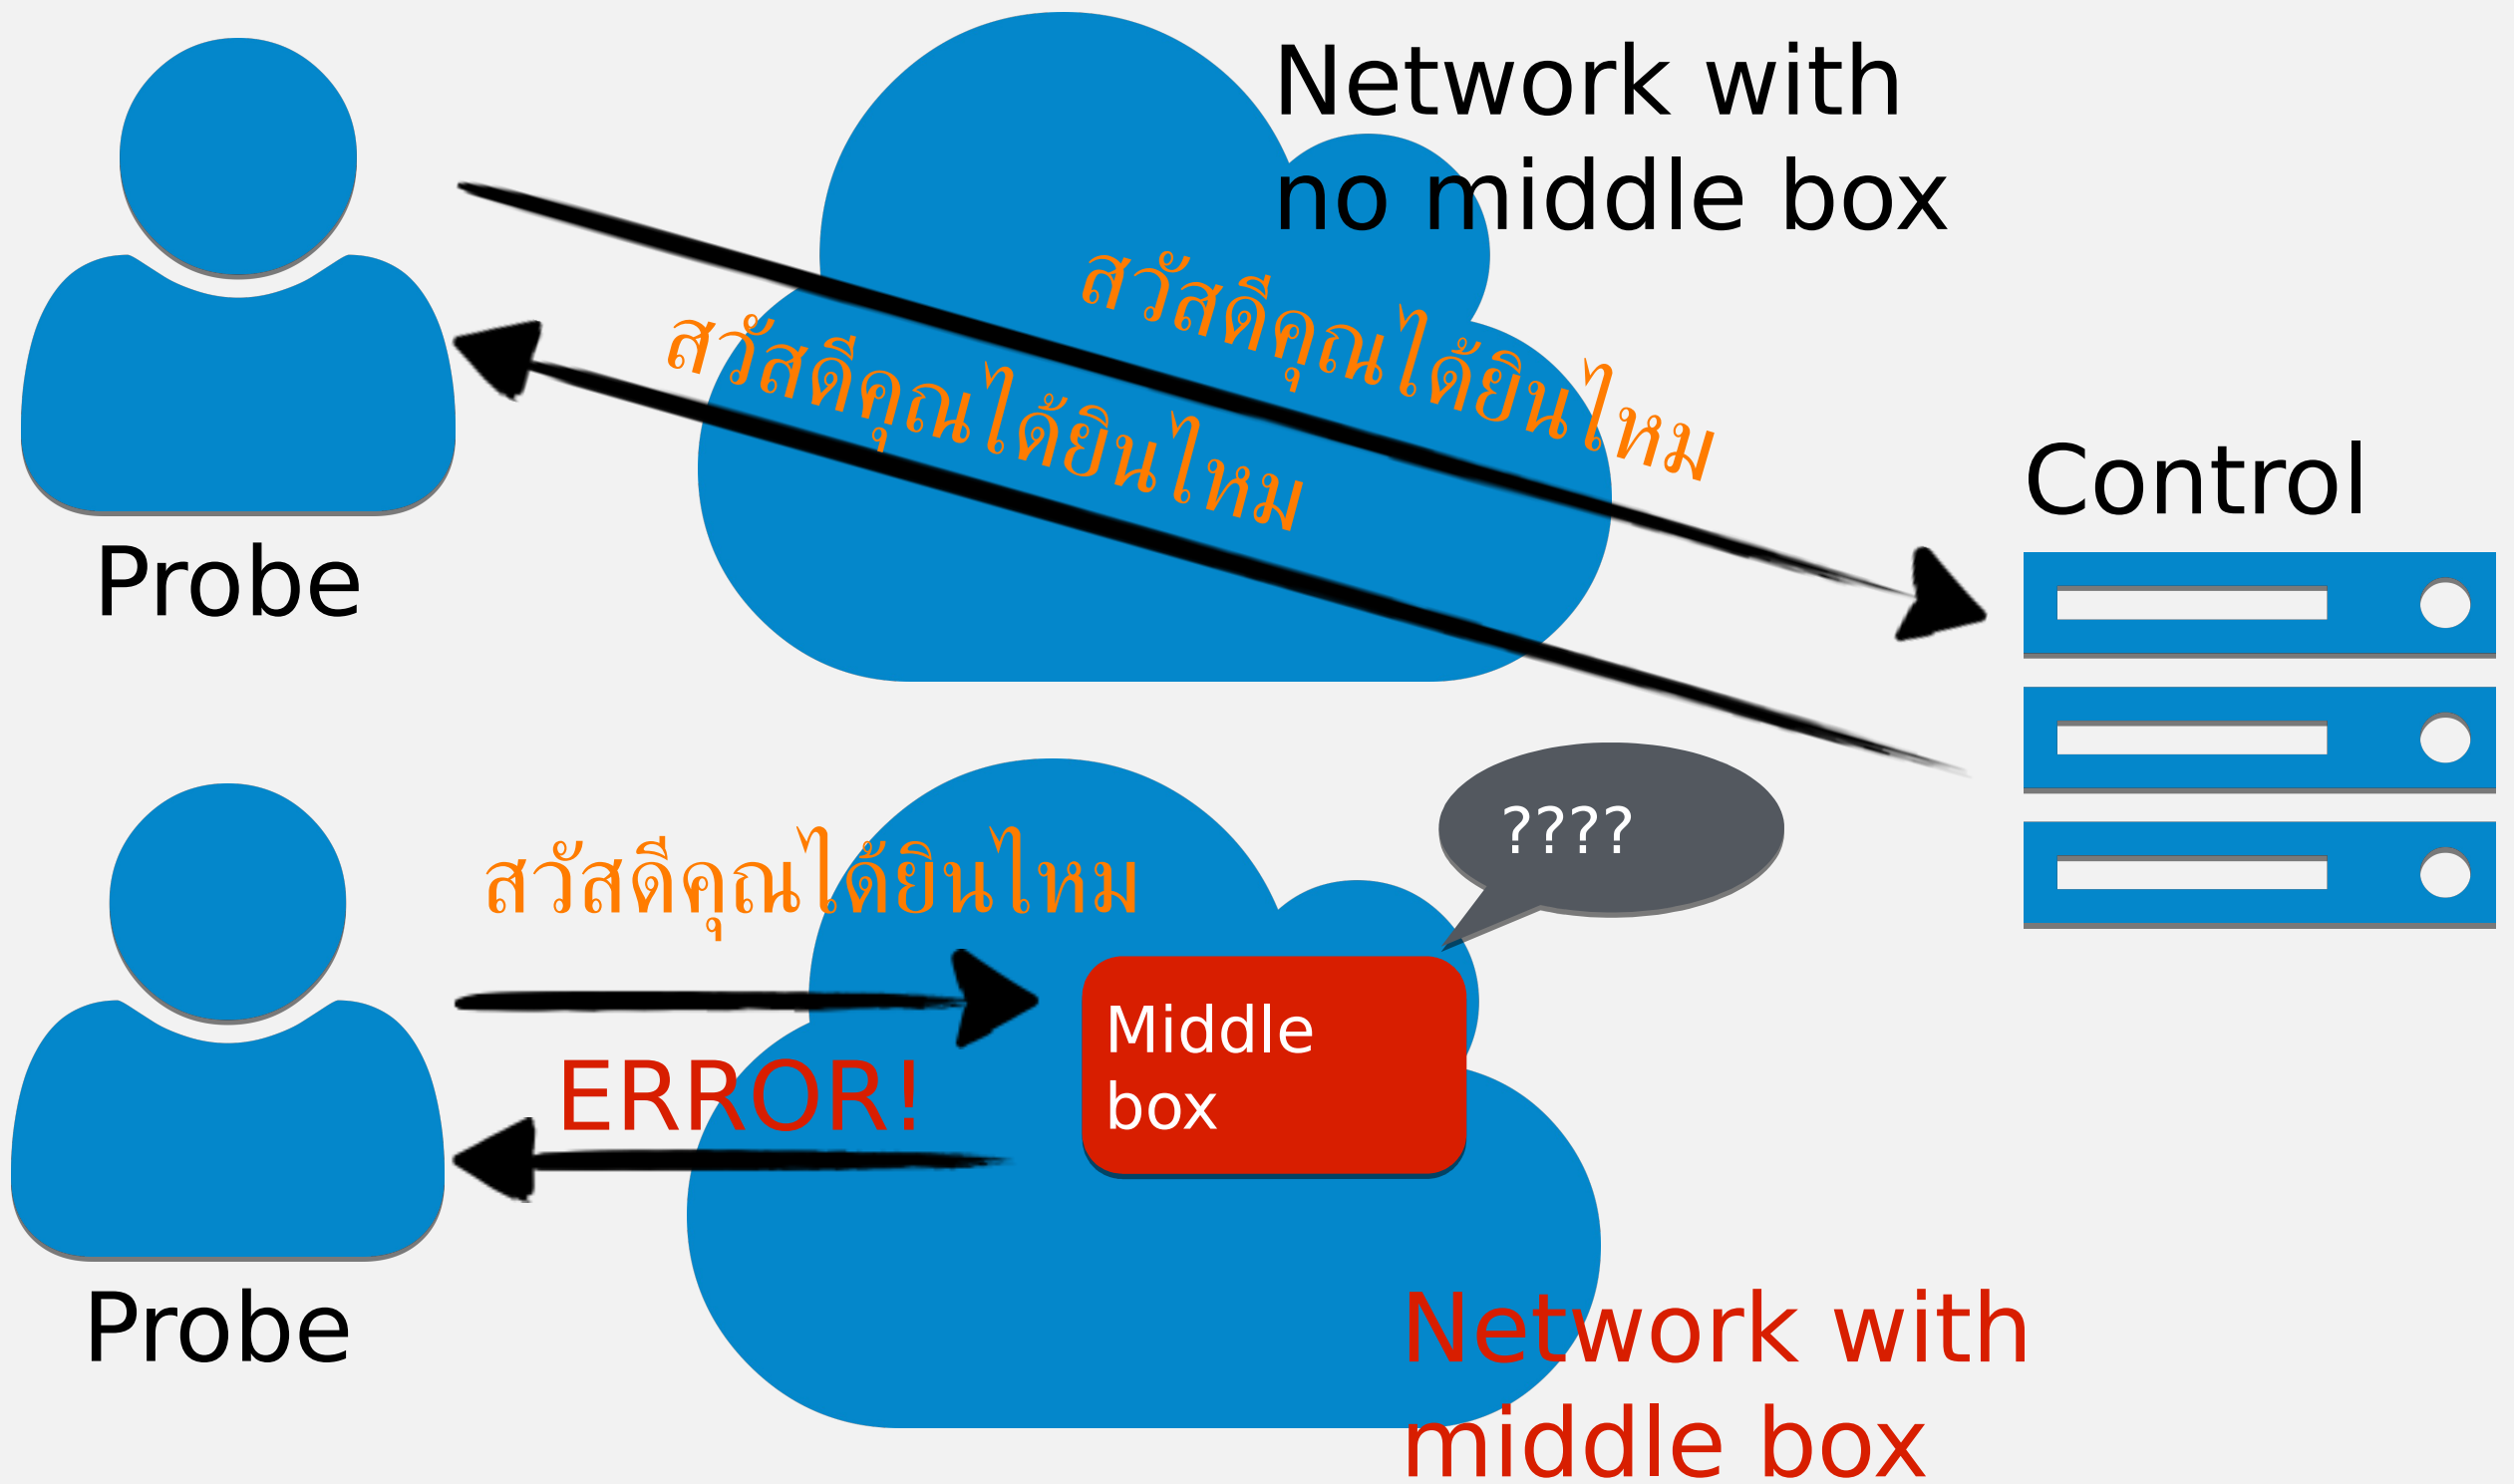 Network with
no middle box
สวัสดีคุณได้ยินไหม
สวัสดีคุณได้ยินไหม
Control
Probe
????
สวัสดีคุณได้ยินไหม
Middle
box
ERROR!
Probe
Network with
middle box